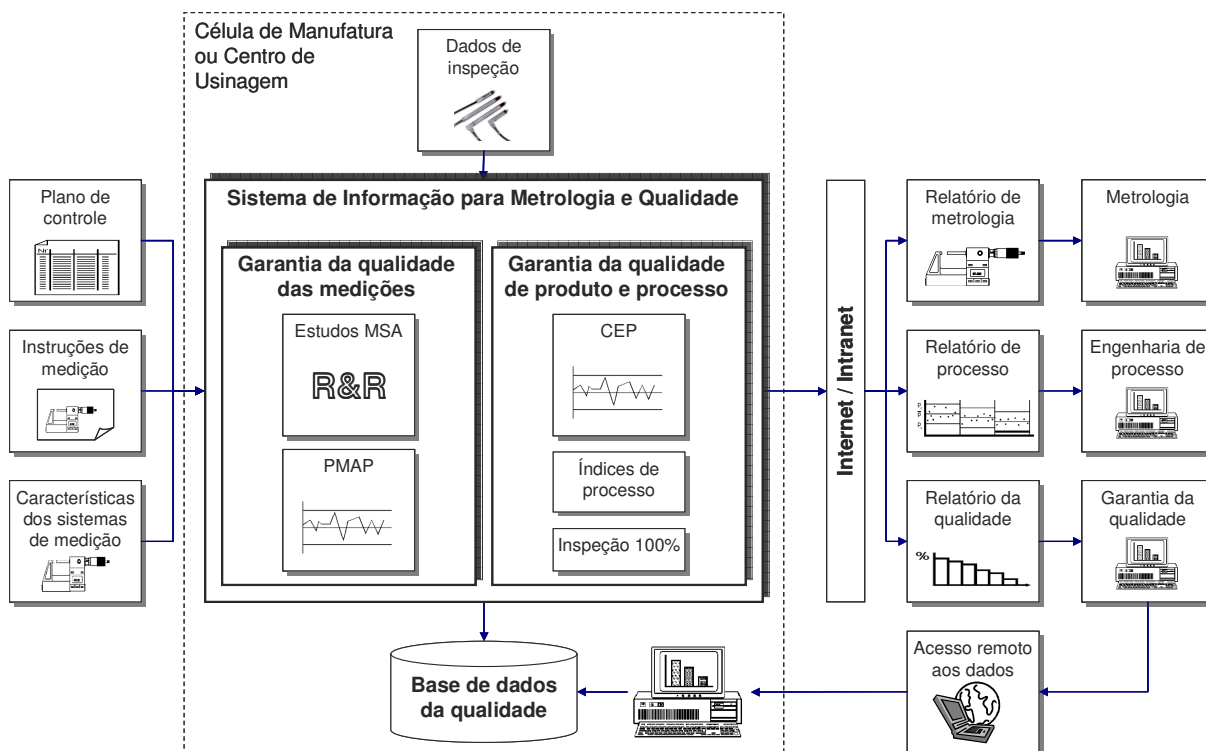 Célula de Manufatura
ou Centro de
Usinagem
Dados de
inspeção
Plano de
controle
Nr
Instruções de
medição
Características
dos sistemas
de medição
Sistema de Informação para Metrologia e Qualidade
Garantia da qualidade
das medições
Estudos MSA
R&R
PMAP
Garantia da qualidade
de produto e processo
CEP
Índices de
processo
Inspeção 100%
Internet / Intranet
Relatório de
metrologia
Metrologia
Relatório de
processo
Engenharia de
processo
Relatório da
qualidade
%
Garantia da
qualidade
Base de dados
da qualidade
Acesso remoto
aos dados